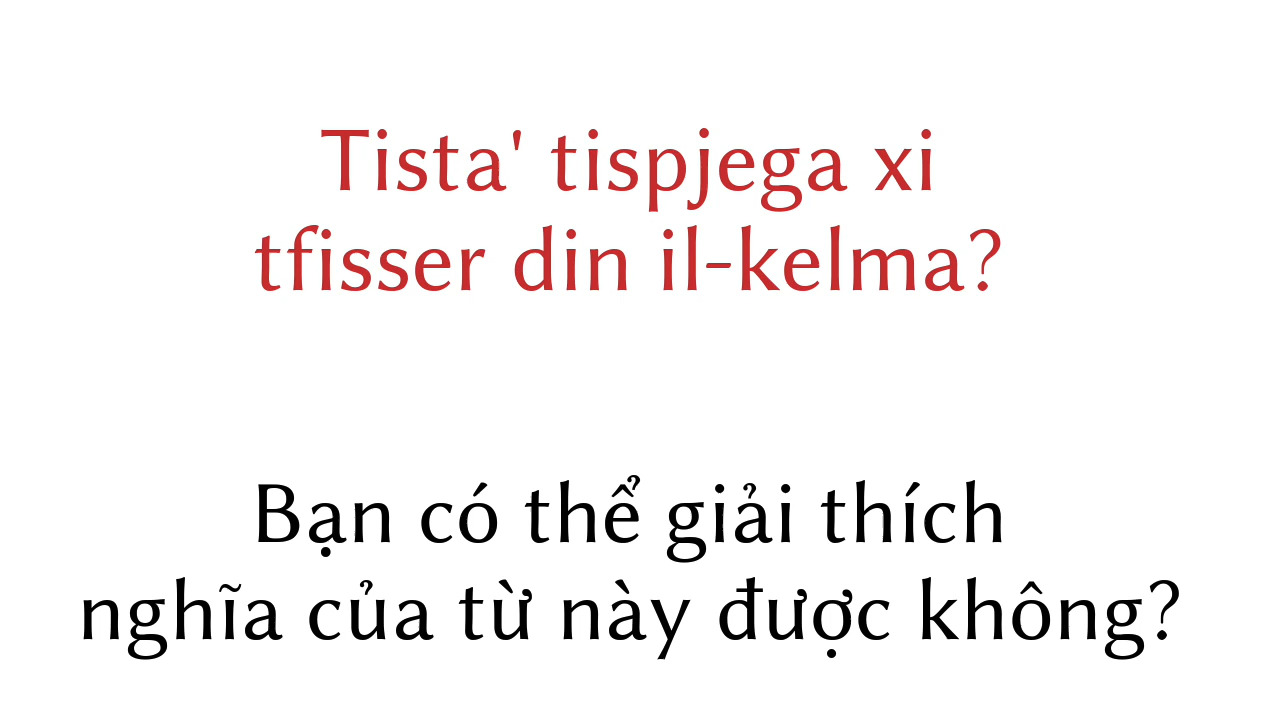 Tista' tispjega xi
tfisser din il-kelma?
Bạn có thể giải thích
nghĩa của từ này được không?